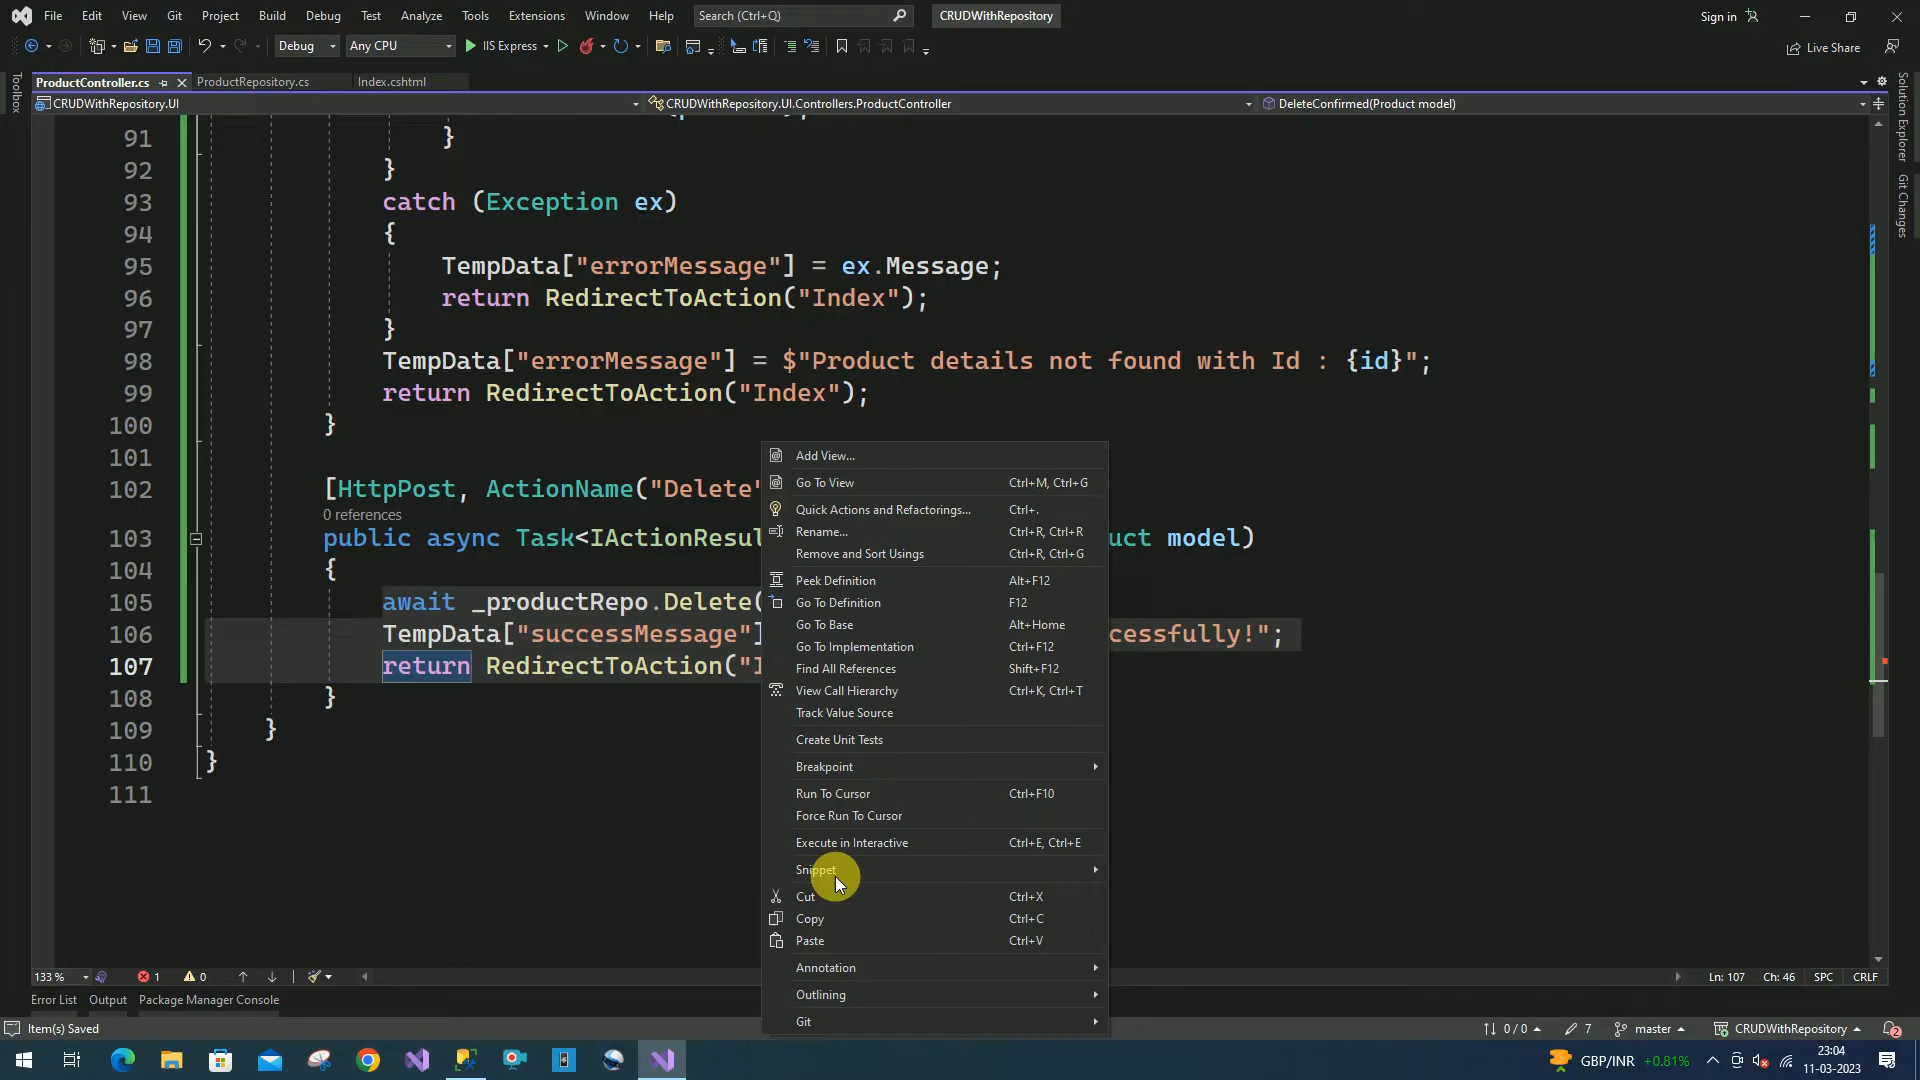 File Edit View Git Project Build Debug Test Analyze Tools Extensions Window Help Search (Ctrl+Q) CRUDWithRepository Sign in
Debug Any CPU IIS Express Live Share
ProductController.cs ProductRepository.cs Index.cshtml
CRUDWithRepository.UI CRUDWithRepository.UI.Controllers.ProductController DeleteConfirmed(Product model)
Toolbox
Solution Explorer
Git Changes
91 }
92 }
93 catch (Exception ex)
94 {
95 TempData["errorMessage"] = ex.Message;
96 return RedirectToAction("Index");
97 }
98 TempData["errorMessage"] = $"Product details not found with Id : {id}";
99 return RedirectToAction("Index");
100 }
101
102 [HttpPost, ActionName("Delete"
0 references
103 public async Task<IActionResul uct model)
104 {
105 await _productRepo.Delete(
106 TempData["successMessage"] cessfully!";
107 return RedirectToAction("I
108 }
109 }
110 }
111
Add View...
Go To View Ctrl+M, Ctrl+G
Quick Actions and Refactorings... Ctrl+.
Rename... Ctrl+R, Ctrl+R
Remove and Sort Usings Ctrl+R, Ctrl+G
Peek Definition Alt+F12
Go To Definition F12
Go To Base Alt+Home
Go To Implementation Ctrl+F12
Find All References Shift+F12
View Call Hierarchy Ctrl+K, Ctrl+T
Track Value Source
Create Unit Tests
Breakpoint
Run To Cursor Ctrl+F10
Force Run To Cursor
Execute in Interactive Ctrl+E, Ctrl+E
Snippet
Cut Ctrl+X
Copy Ctrl+C
Paste Ctrl+V
Annotation
Outlining
Git
133 % 1 0 Ln: 107 Ch: 46 SPC CRLF
Error List Output Package Manager Console
Item(s) Saved 0 / 0 7 master CRUDWithRepository 2
GBP/INR +0.81% 23:04
11-03-2023